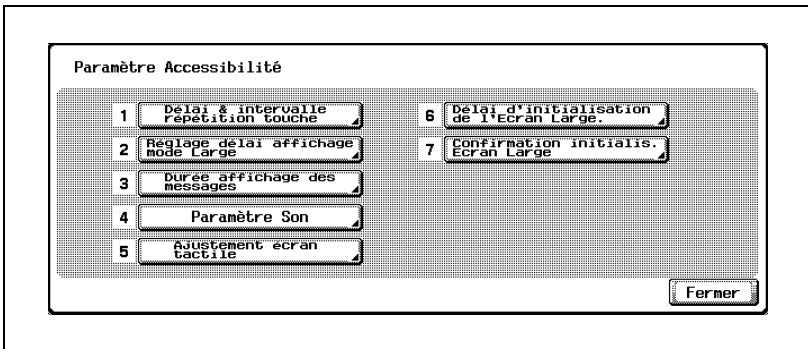 Paramètre Accessibilité
1 Délai & intervalle
répétition touche
2 Réglage délai affichage
mode Large
3 Durée affichage des
messages
4 Paramètre Son
5 Ajustement écran
tactile
6 Délai d'initialisation
de l'Ecran Large.
7 Confirmation initialis.
Ecran Large
Fermer